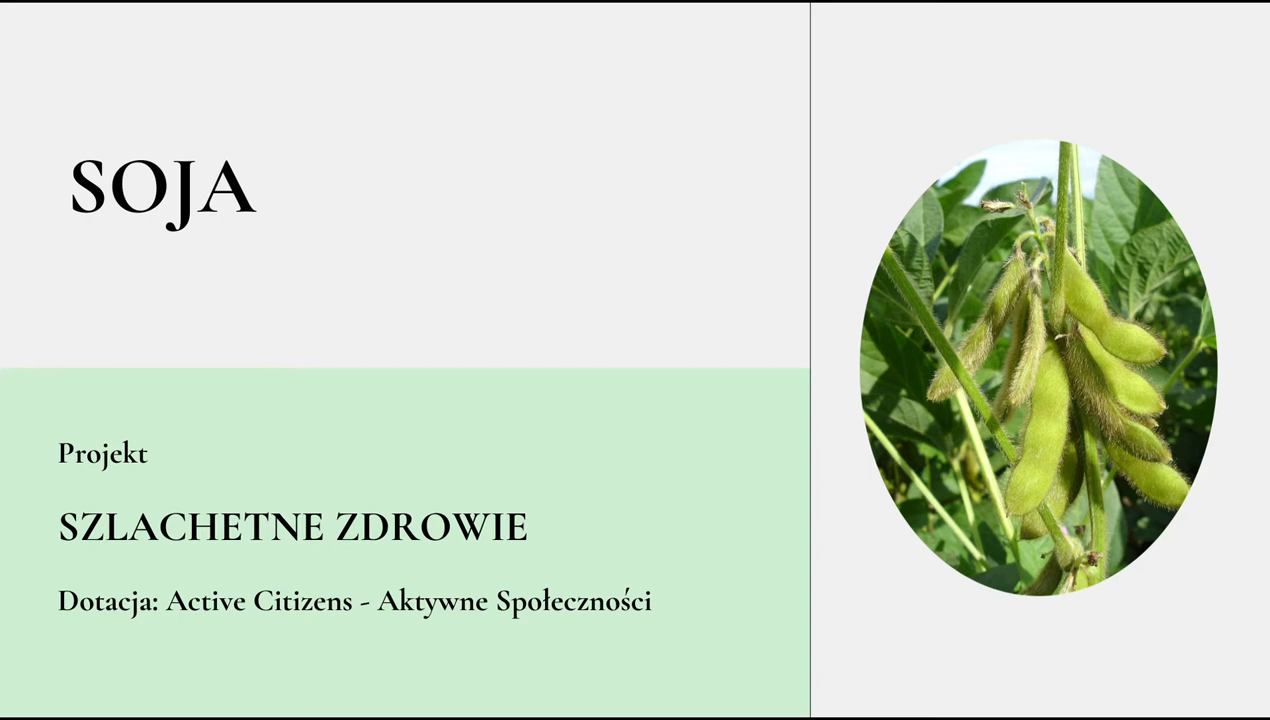 SOJA
Projekt
SZLACHETNE ZDROWIE
Dotacja: Active Citizens - Aktywne Społeczności